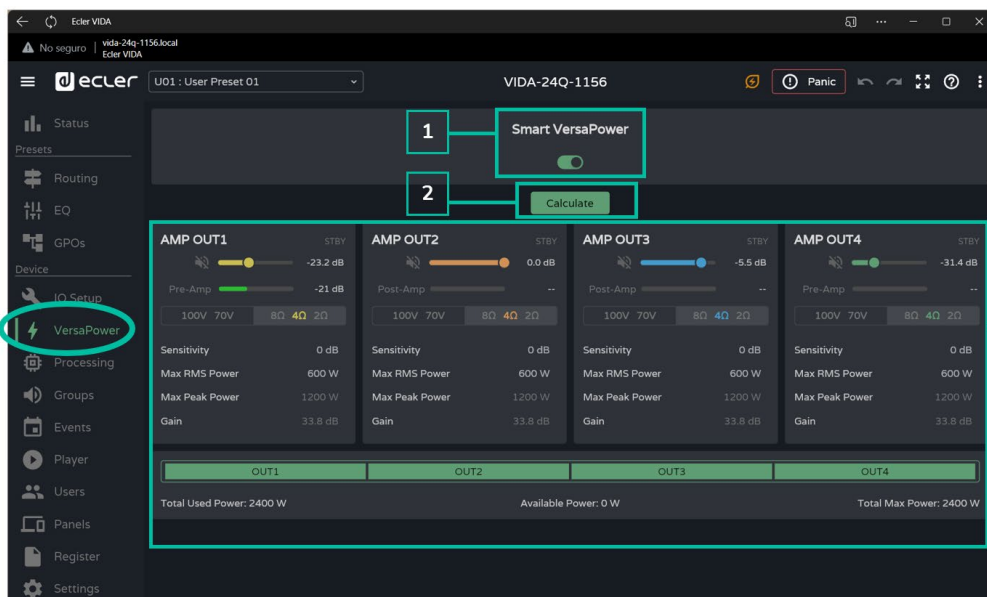 Ecler VIDA
No seguro
vida-24q-1156.local
Ecler VIDA
ecler
U01 : User Preset 01
VIDA-24Q-1156
Panic
Status
Presets
Routing
EQ
GPOs
Device
IO Setup
VersaPower
Processing
Groups
Events
Player
Users
Panels
Register
Settings
1
Smart VersaPower
2
Calculate
AMP OUT1 STBY
-23.2 dB
Pre-Amp -21 dB
100V 70V 8Ω 4Ω 2Ω
Sensitivity 0 dB
Max RMS Power 600 W
Max Peak Power 1200 W
Gain 33.8 dB
AMP OUT2 STBY
0.0 dB
Post-Amp --
100V 70V 8Ω 4Ω 2Ω
Sensitivity 0 dB
Max RMS Power 600 W
Max Peak Power 1200 W
Gain 33.8 dB
AMP OUT3 STBY
-5.5 dB
Post-Amp --
100V 70V 8Ω 4Ω 2Ω
Sensitivity 0 dB
Max RMS Power 600 W
Max Peak Power 1200 W
Gain 33.8 dB
AMP OUT4 STBY
-31.4 dB
Pre-Amp --
100V 70V 8Ω 4Ω 2Ω
Sensitivity 0 dB
Max RMS Power 600 W
Max Peak Power 1200 W
Gain 33.8 dB
OUT1 OUT2 OUT3 OUT4
Total Used Power: 2400 W Available Power: 0 W Total Max Power: 2400 W